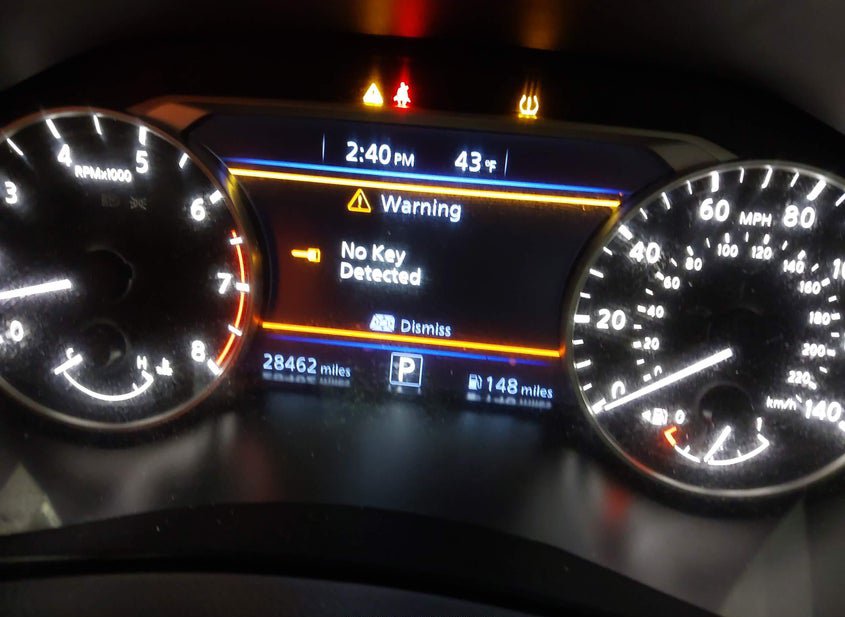 2:40 PM 43°F
Warning
No Key
Detected
Dismiss
28462 miles P 148 miles
3 4 5 6 7 8 0
RPMx1000
C H
0 20 40 60 80
MPH
20 40 60 80 100 120 140 160 180 200 220
km/h 140
0 1